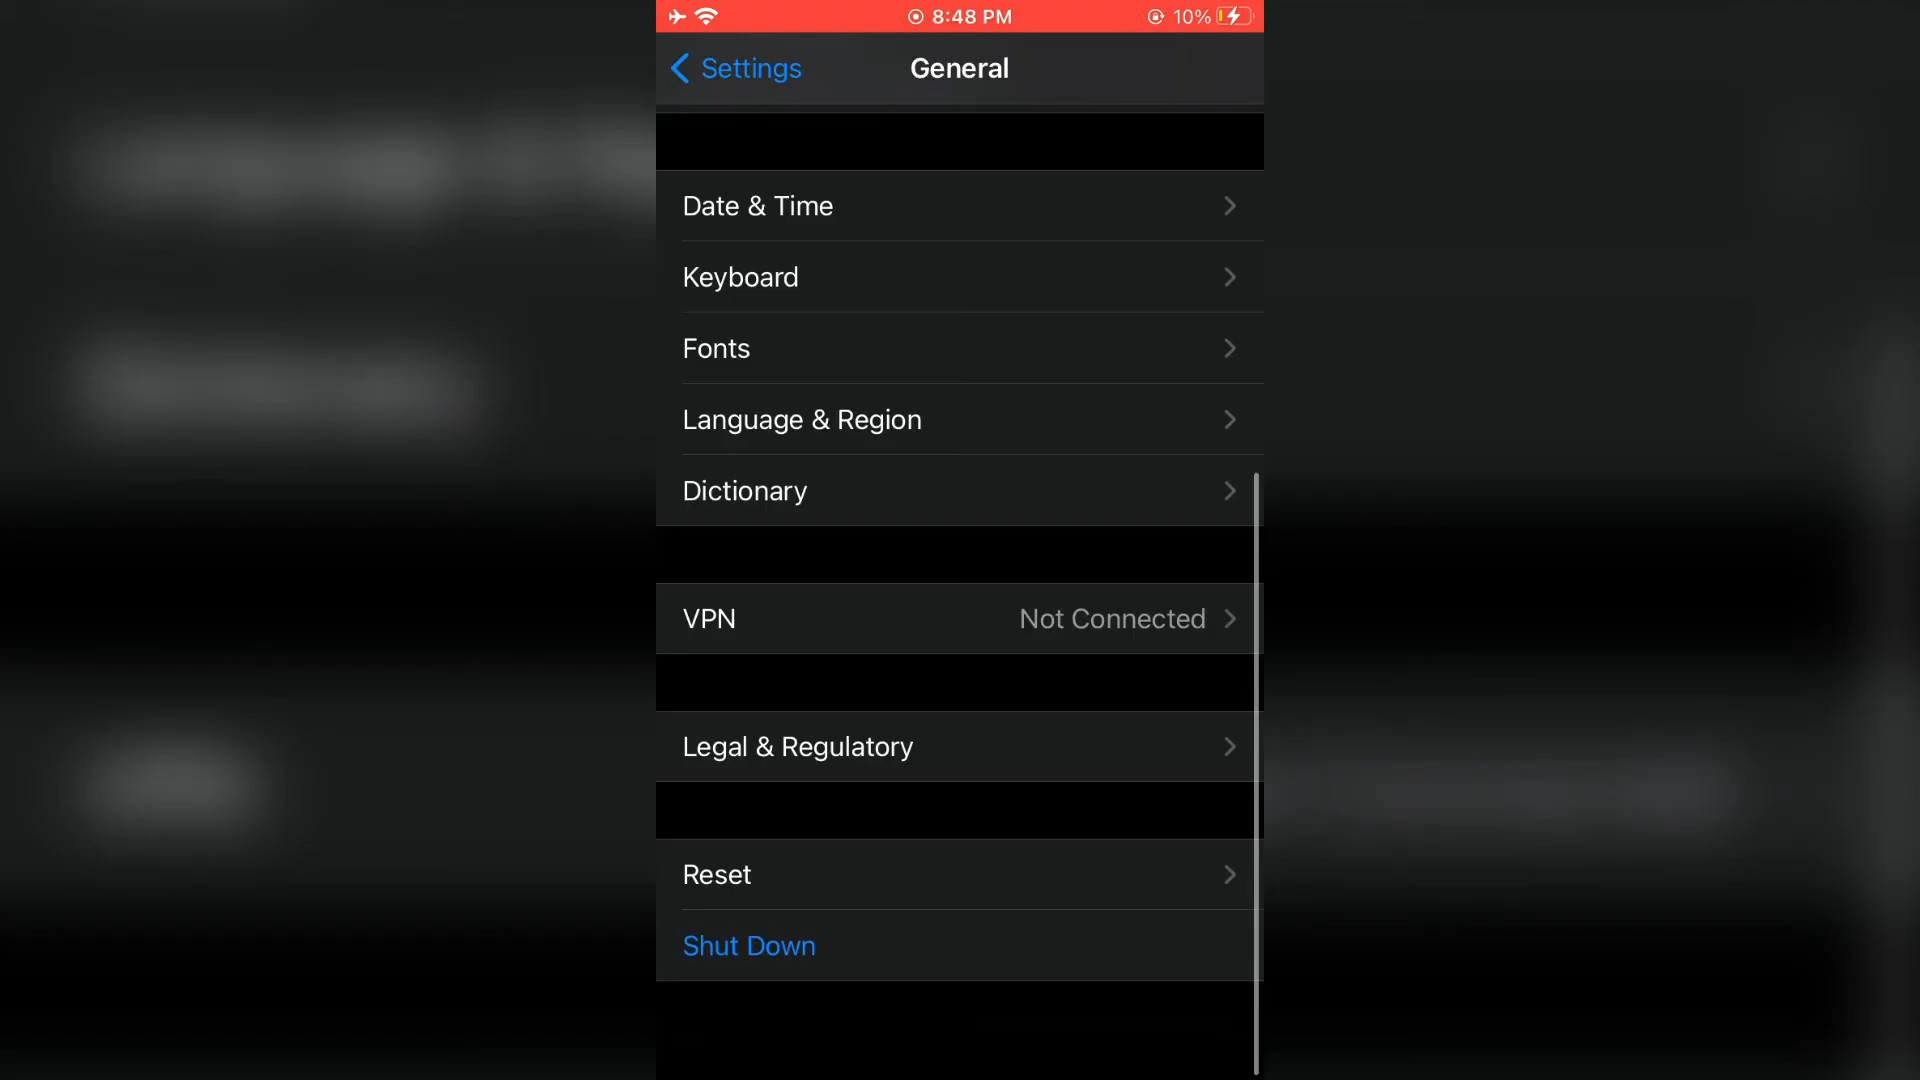 8:48 PM
10%
Settings
General
Date & Time
Keyboard
Fonts
Language & Region
Dictionary
VPN
Not Connected
Legal & Regulatory
Reset
Shut Down